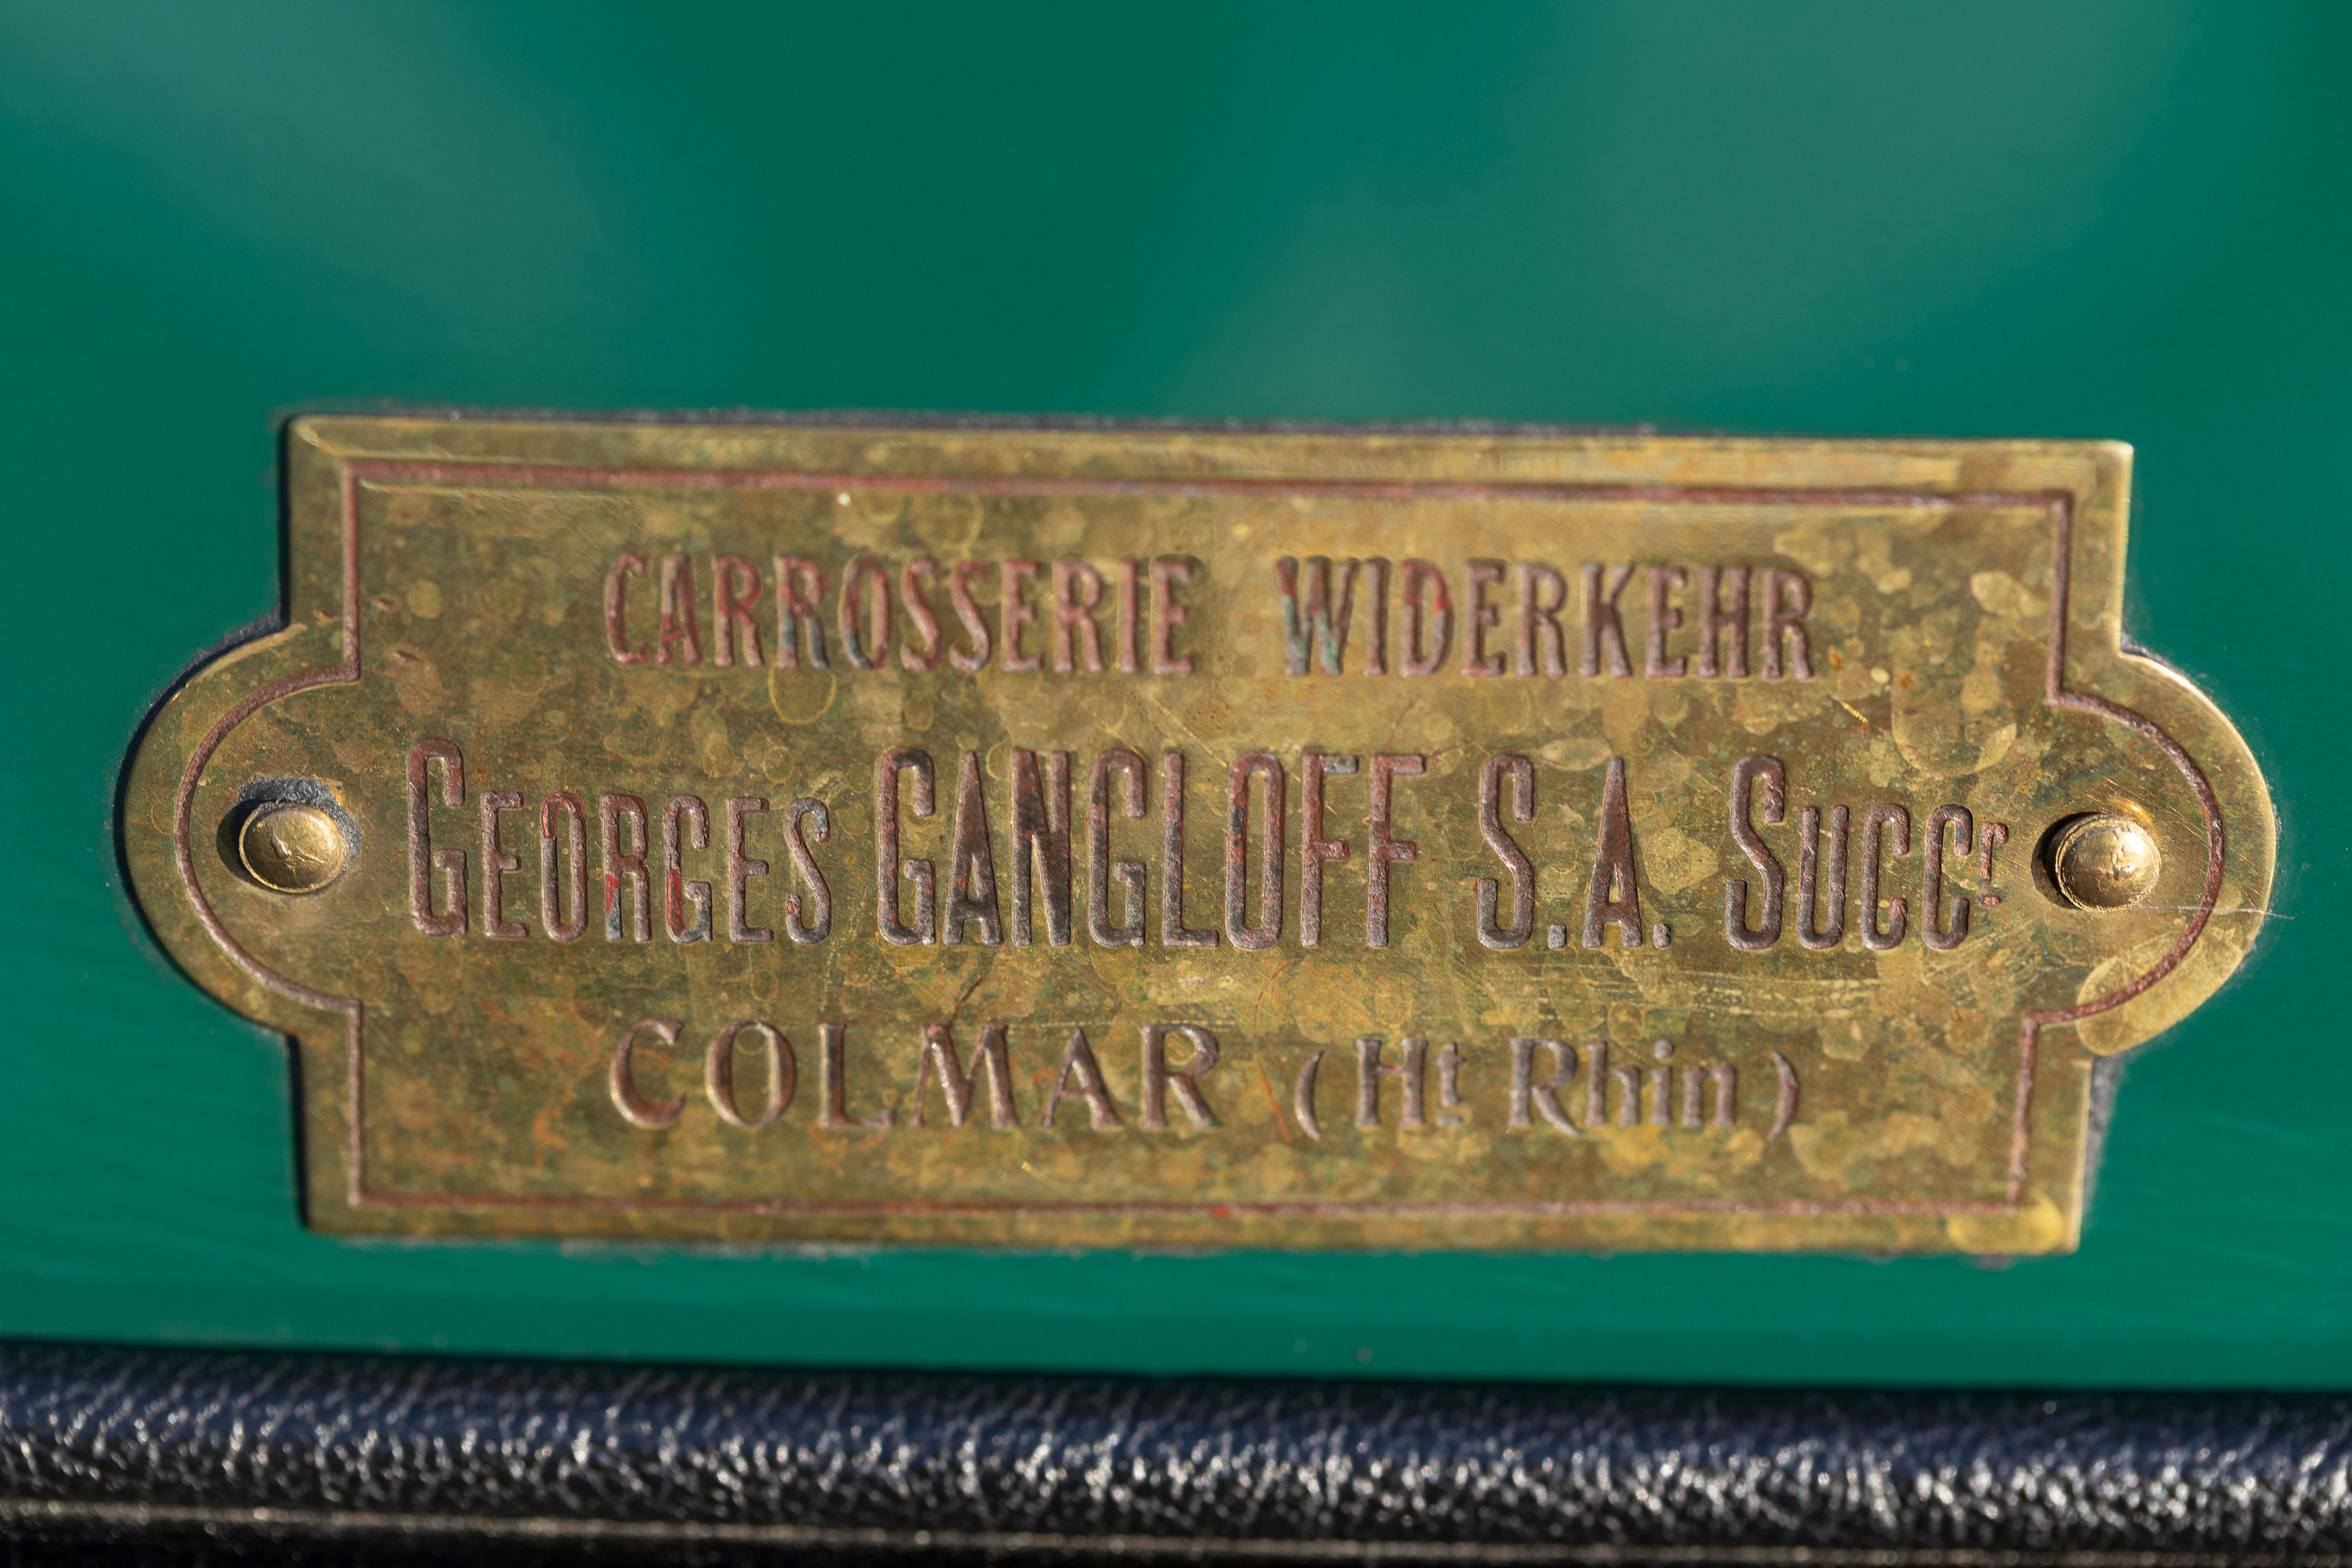 CARROSSERIE WIDERKEHR
GEORGES GANGLOFF S.A. SUCCr
COLMAR (Ht Rhin)